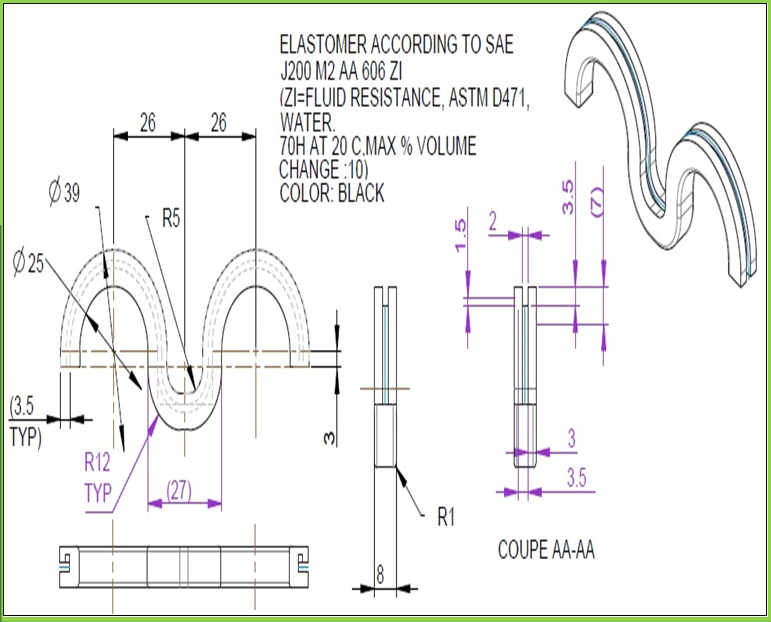 ELASTOMER ACCORDING TO SAE
J200 M2 AA 606 ZI
(ZI=FLUID RESISTANCE, ASTM D471,
WATER.
70H AT 20 C,MAX % VOLUME
CHANGE :10)
COLOR: BLACK
26
26
Ø39
R5
Ø25
(3.5
TYP)
R12
TYP
(27)
3
R1
8
1.5
2
3.5
(7)
3
3.5
COUPE AA-AA